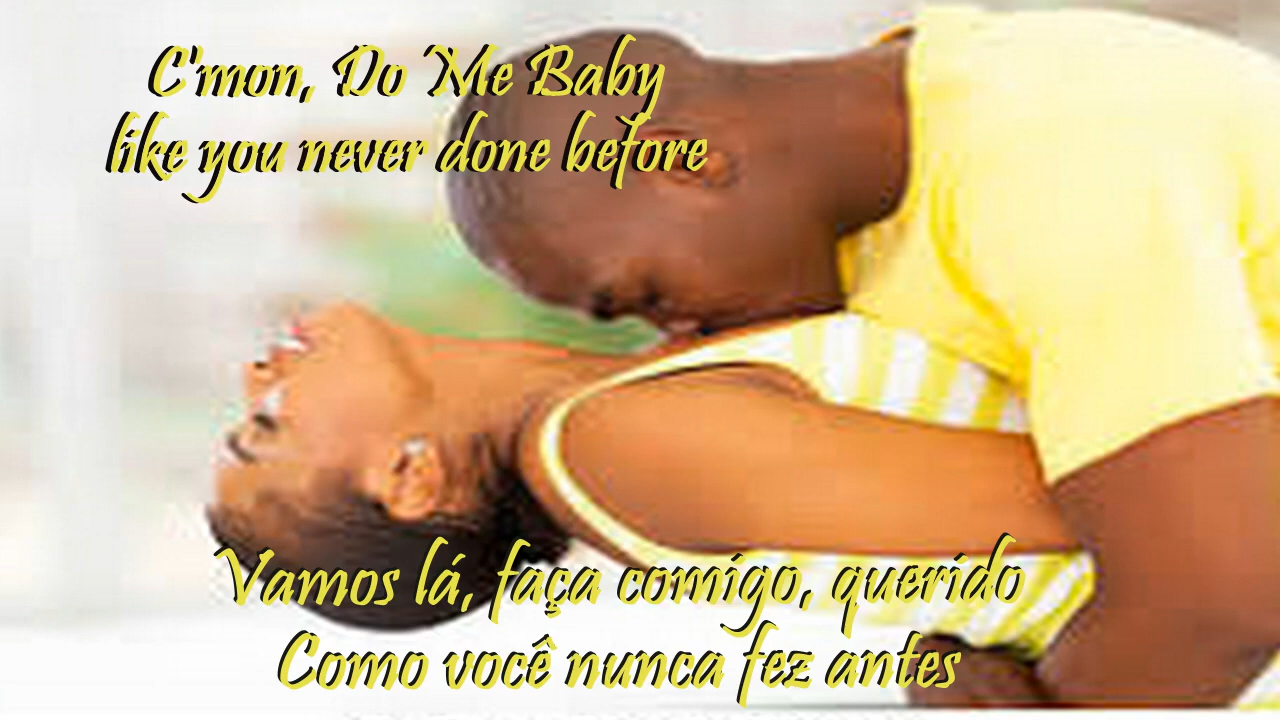 C'mon, Do Me Baby
like you never done before
Vamos lá, faça comigo, querido
Como você nunca fez antes